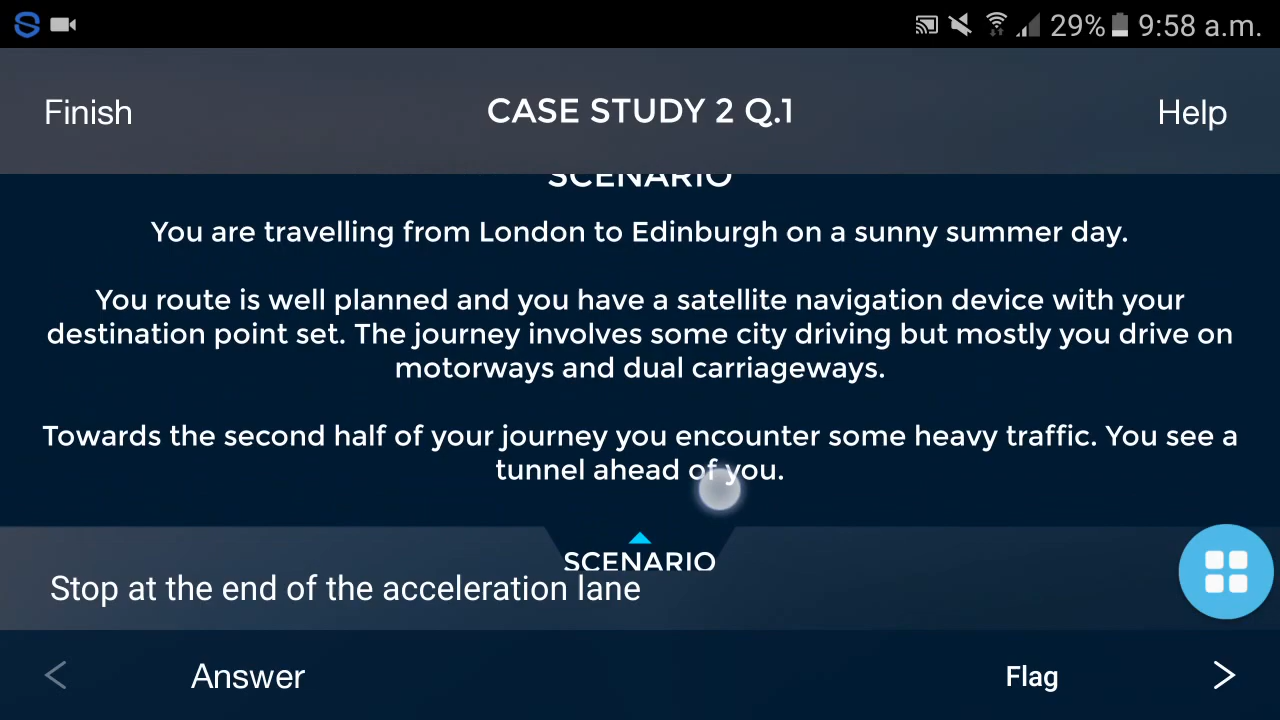 29% 9:58 a.m.
Finish
CASE STUDY 2 Q.1
Help
SCENARIO
You are travelling from London to Edinburgh on a sunny summer day.
You route is well planned and you have a satellite navigation device with your
destination point set. The journey involves some city driving but mostly you drive on
motorways and dual carriageways.
Towards the second half of your journey you encounter some heavy traffic. You see a
tunnel ahead of you.
SCENARIO
Stop at the end of the acceleration lane
Answer
Flag